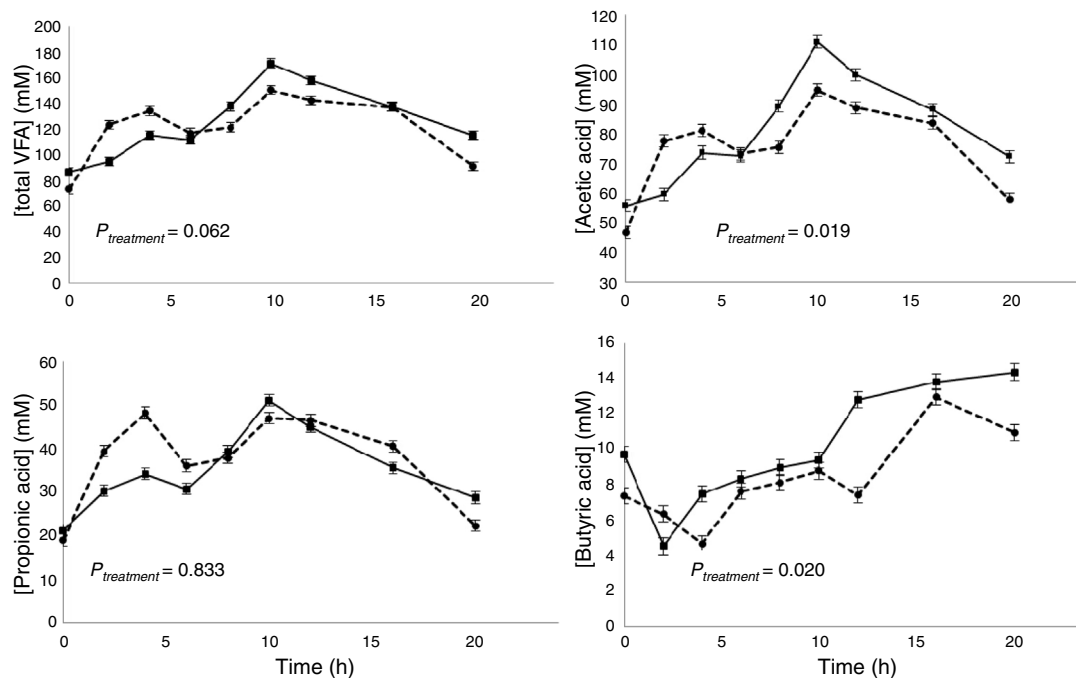 [total VFA] (mM)
200
180
160
140
120
100
80
60
40
20
0
P treatment = 0.062
0 5 10 15 20
[Acetic acid] (mM)
120
110
100
90
80
70
60
50
40
30
P treatment = 0.019
0 5 10 15 20
[Propionic acid] (mM)
60
50
40
30
20
10
0
P treatment = 0.833
0 5 10 15 20
Time (h)
[Butyric acid] (mM)
16
14
12
10
8
6
4
2
0
P treatment = 0.020
0 5 10 15 20
Time (h)